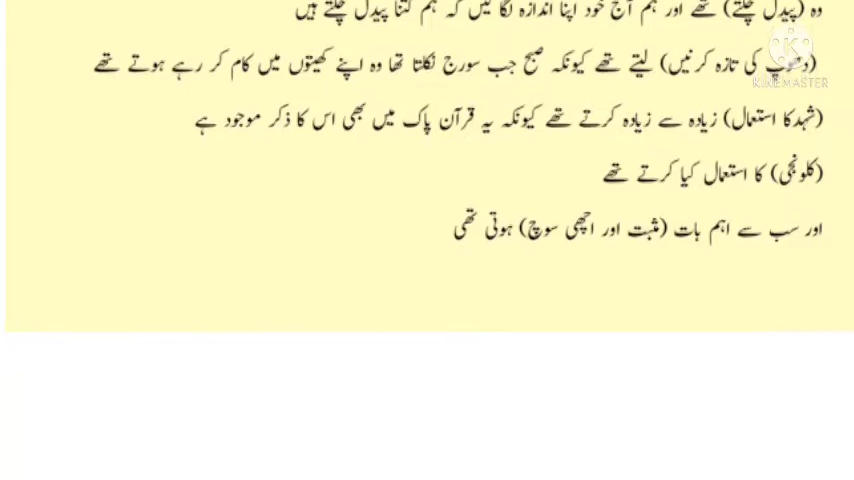 وہ (پیدل چلتے) تھے اور ہم آج خود اپنا اندازہ لگا لیں کہ ہم کتنا پیدل چلتے ہیں
(دھوپ کی تازہ کرنیں) لیتے تھے کیونکہ صبح جب سورج نکلتا تھا وہ اپنے کھیتوں میں کام کر رہے ہوتے تھے
(شہدکا استعمال) زیادہ سے زیادہ کرتے تھے کیونکہ یہ قرآن پاک میں بھی اس کا ذکر موجود ہے
(کلونجی) کا استعمال کیا کرتے تھے
اور سب سے اہم بات (مثبت اور اچھی سوچ) ہوتی تھی
KINEMASTER